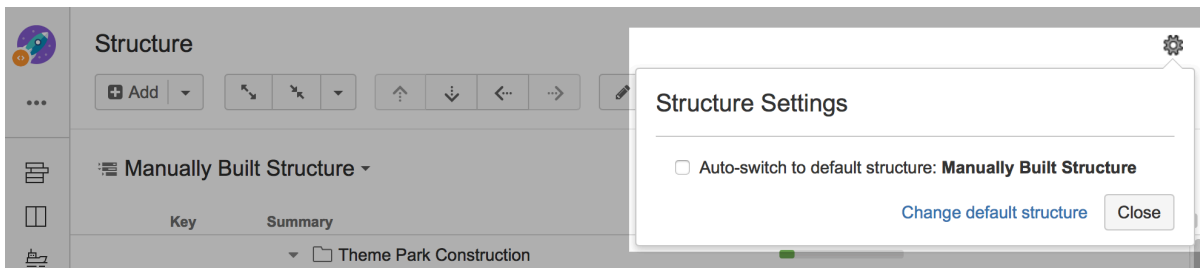 Structure
Add
Structure Settings
Manually Built Structure
Auto-switch to default structure: Manually Built Structure
Change default structure Close
Key Summary
Theme Park Construction